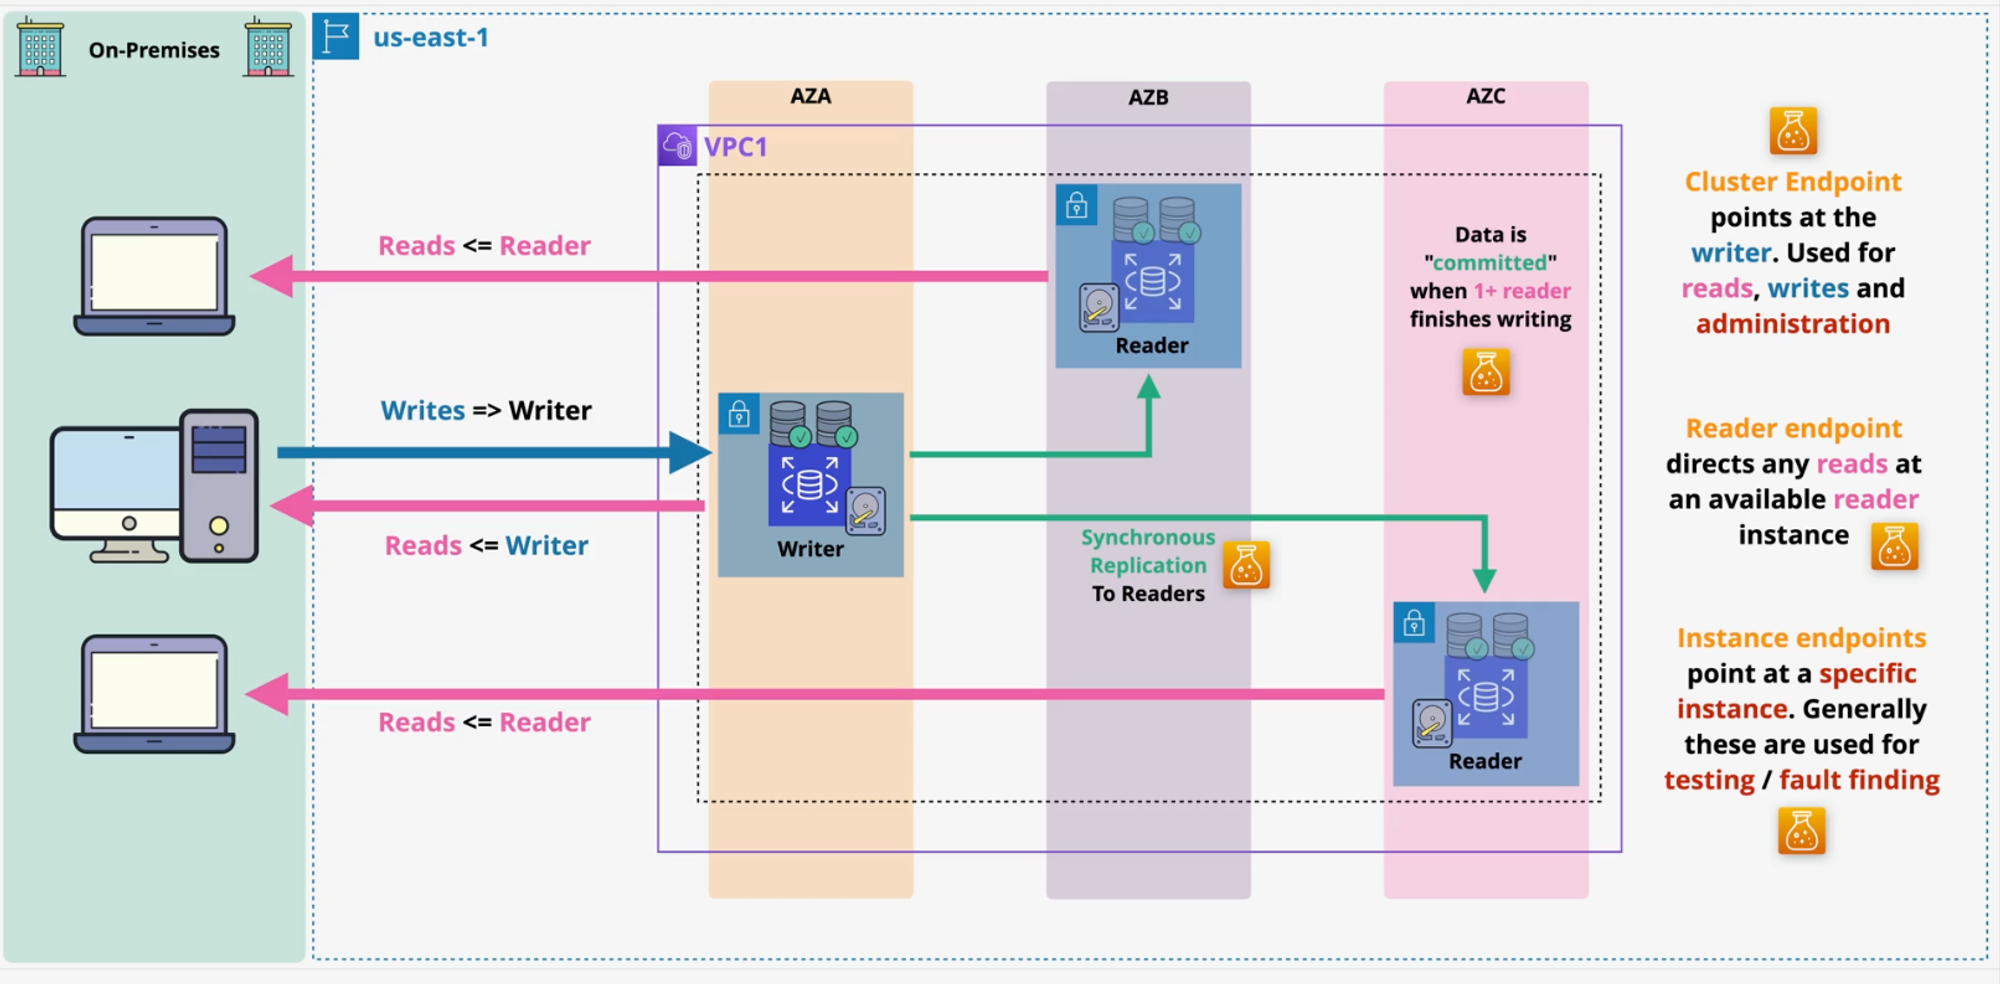 On-Premises
us-east-1
AZA
AZB
AZC
VPC1
Reads <= Reader
Writes => Writer
Reads <= Writer
Reads <= Reader
Writer
Reader
Synchronous
Replication
To Readers
Data is
"committed"
when 1+ reader
finishes writing
Reader
Cluster Endpoint
points at the
writer. Used for
reads, writes and
administration
Reader endpoint
directs any reads at
an available reader
instance
Instance endpoints
point at a specific
instance. Generally
these are used for
testing / fault finding